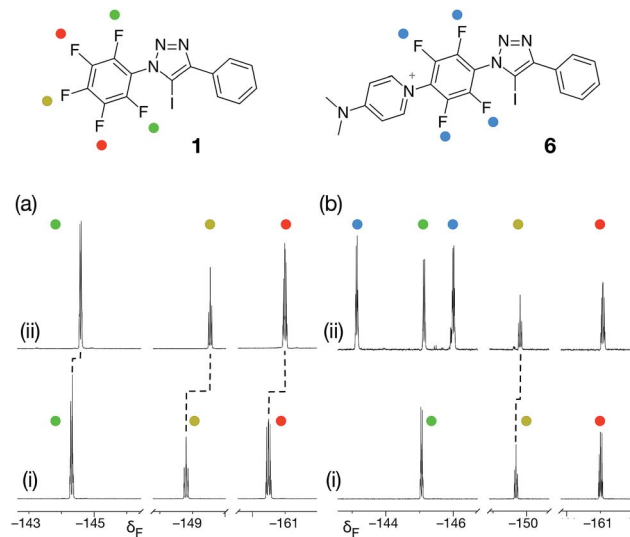 F N=N
F F N
F F I
1
F F N=N
N + N
N F F I
6
(a) (b)
(ii) (ii)
(i) (i)
−143 δF −145 −149 −161 δF −144 −146 −150 −161